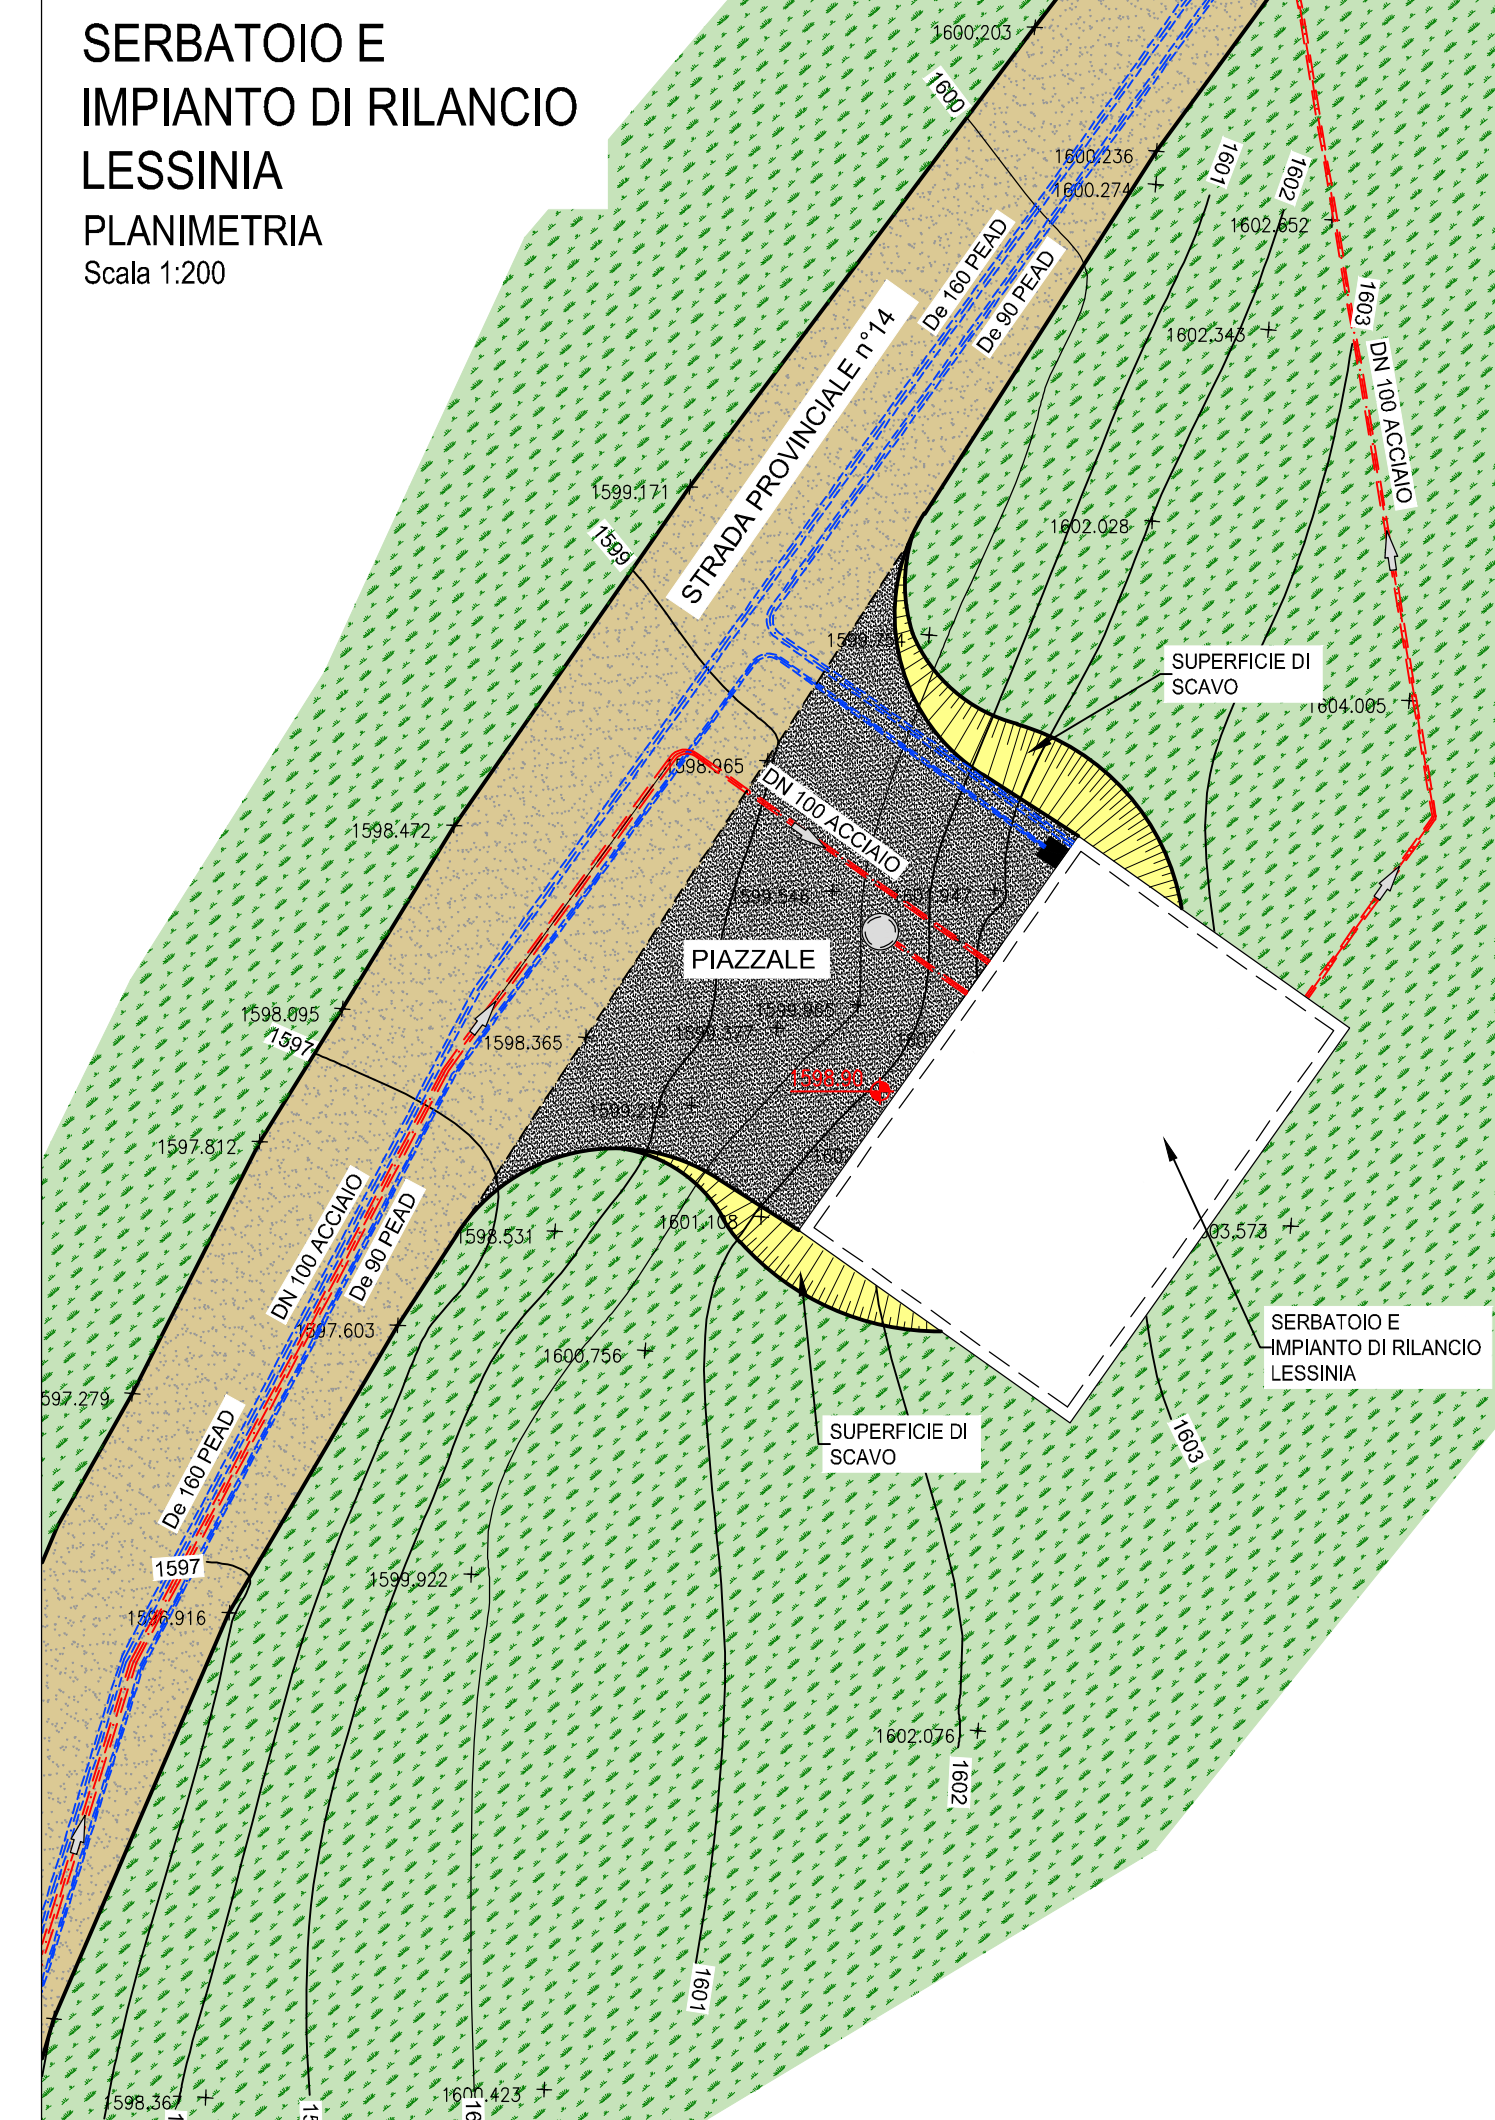 SERBATOIO E
IMPIANTO DI RILANCIO
LESSINIA
PLANIMETRIA
Scala 1:200
1600.203
1600
1600.236
1600.274
1601
1602
1602.652
De 160 PEAD
De 90 PEAD
1603
1602.343
DN 100 ACCIAIO
STRADA PROVINCIALE n°14
1599.171
1599
1602.028
SUPERFICIE DI
SCAVO
1604.005
1598.965
DN 100 ACCIAIO
1598.472
PIAZZALE
1598.095
1597
1598.365
1598.90
1597.812
DN 100 ACCIAIO
De 90 PEAD
1598.531
1601.108
1597.603
1600.756
SERBATOIO E
IMPIANTO DI RILANCIO
LESSINIA
De 160 PEAD
SUPERFICIE DI
SCAVO
1603
1597
1599.922
1602.076
1602
1601
1598.367
1600.423